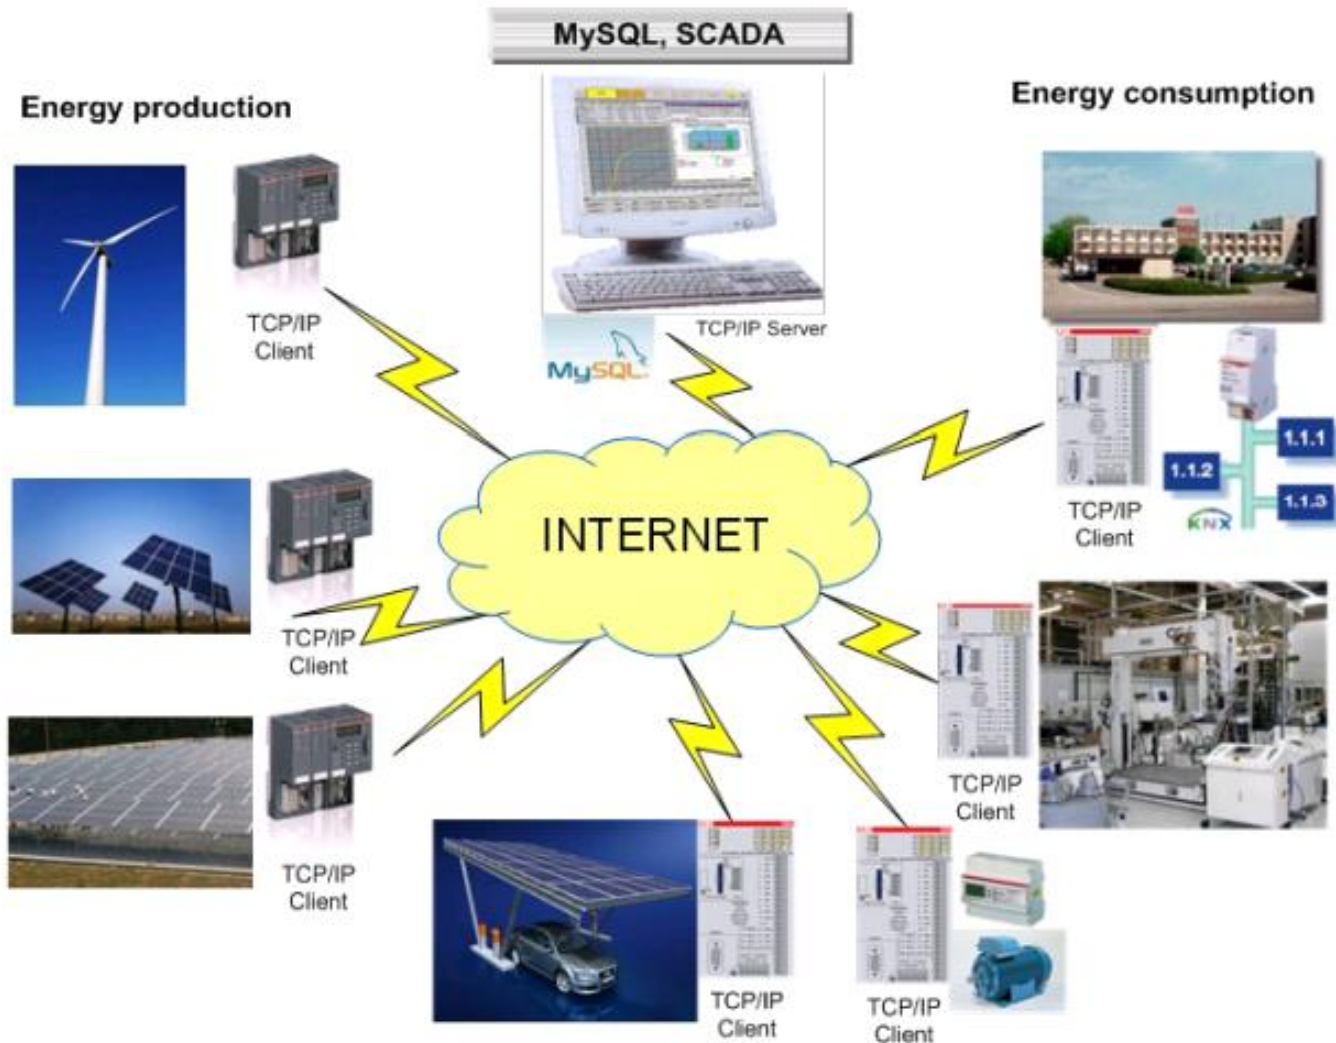 MySQL, SCADA
Energy production
Energy consumption
TCP/IP
Client
TCP/IP Server
MySQL
INTERNET
1.1.1
1.1.2
1.1.3
KNX
TCP/IP
Client
TCP/IP
Client
TCP/IP
Client
TCP/IP
Client
TCP/IP
Client
TCP/IP
Client